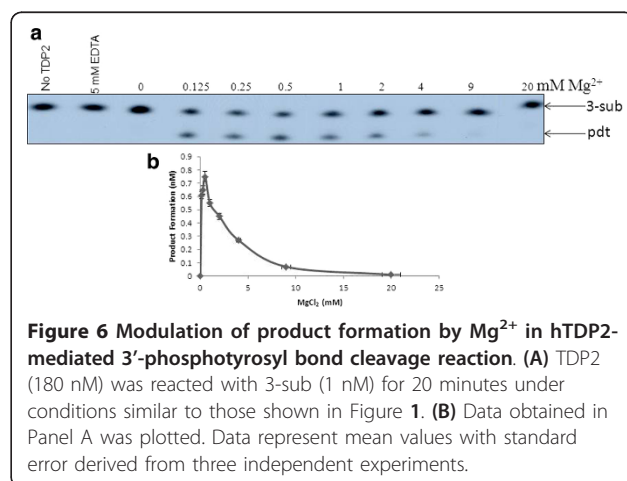 a
No TDP2
5 mM EDTA
0 0.125 0.25 0.5 1 2 4 9 20 mM Mg²⁺
3-sub
pdt
b
Product Formation (nM)
0.9
0.8
0.7
0.6
0.5
0.4
0.3
0.2
0.1
0
0 5 10 15 20 25
MgCl₂ (mM)
Figure 6 Modulation of product formation by Mg²⁺ in hTDP2-
mediated 3′-phosphotyrosyl bond cleavage reaction. (A) TDP2
(180 nM) was reacted with 3-sub (1 nM) for 20 minutes under
conditions similar to those shown in Figure 1. (B) Data obtained in
Panel A was plotted. Data represent mean values with standard
error derived from three independent experiments.